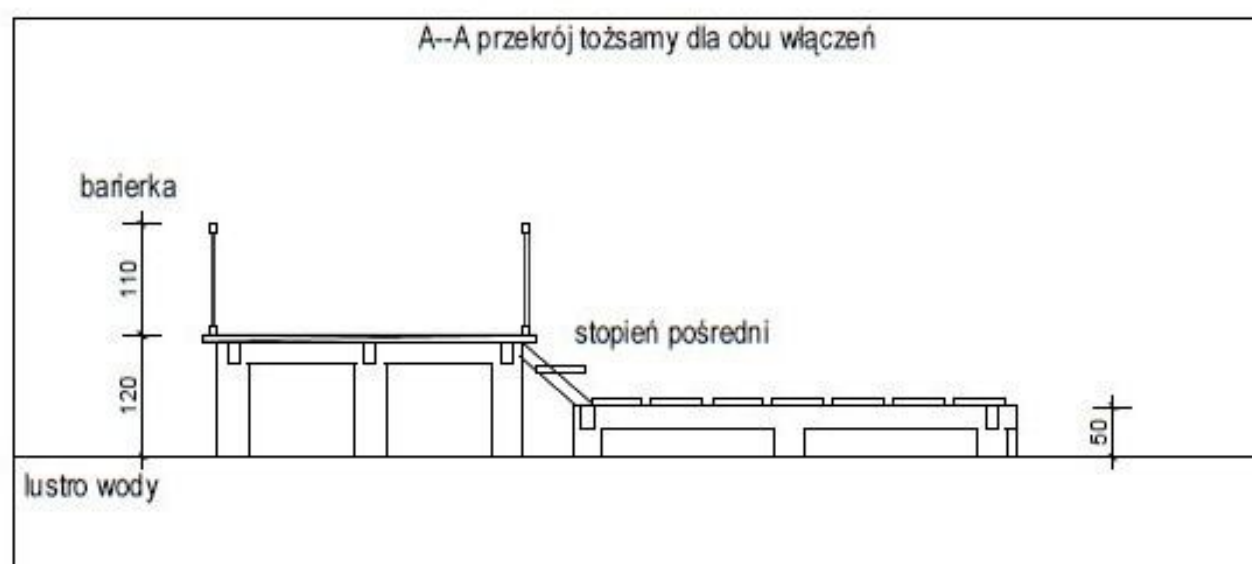 A--A przekrój tożsamy dla obu włączeń
barierka
110
stopień pośredni
120
50
lustro wody